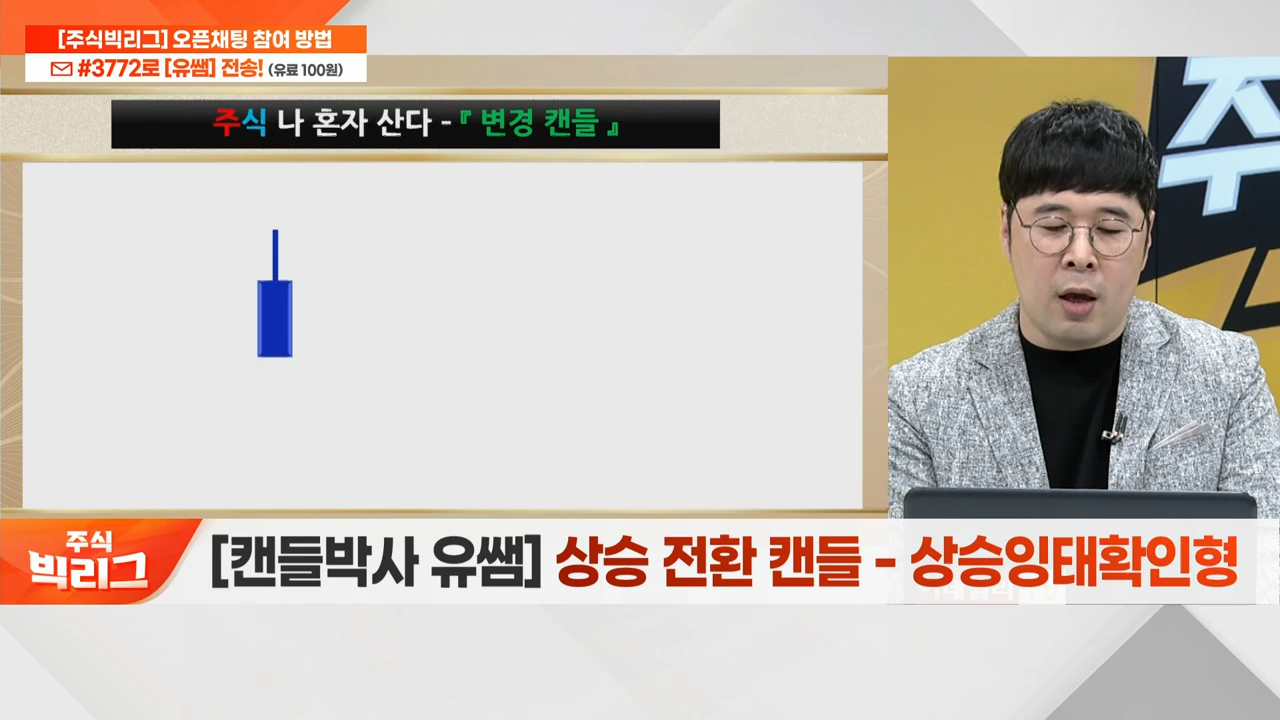 [주식빅리그] 오픈채팅 참여 방법
#3772로 [유쌤] 전송! (유료 100원)
주식 나 혼자 산다 - 『 변경 캔들 』
주
주식
빅리그
[캔들박사 유쌤] 상승 전환 캔들 - 상승잉태확인형